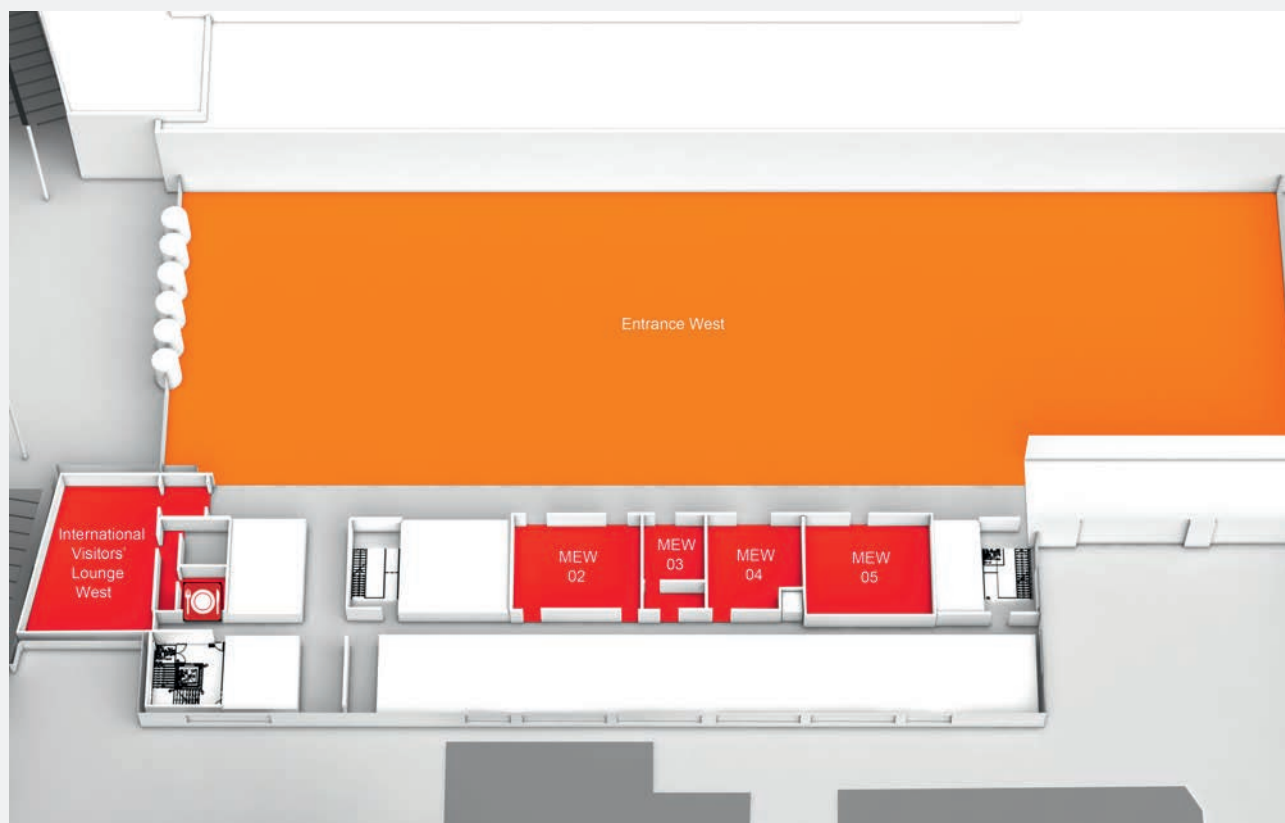 Entrance West
International
Visitors'
Lounge
West
MEW
02
MEW
03
MEW
04
MEW
05